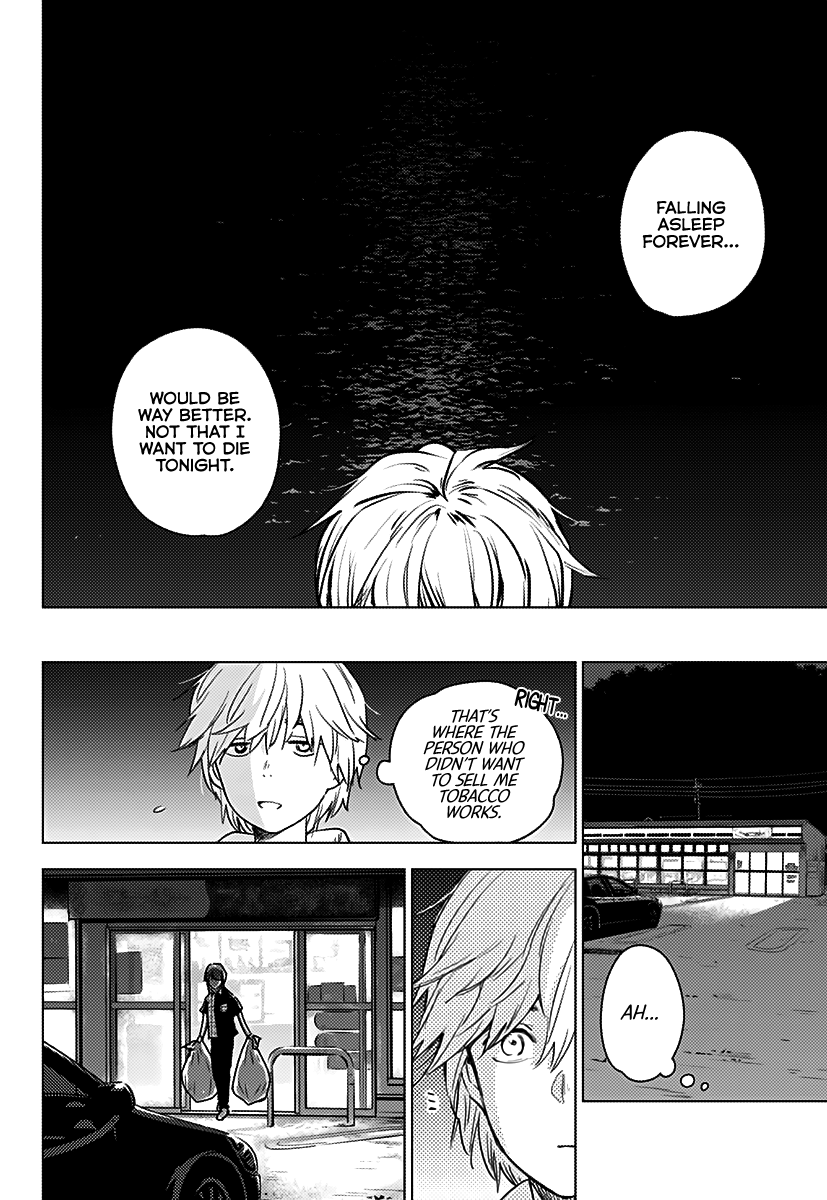 FALLING
ASLEEP
FOREVER...
WOULD BE
WAY BETTER.
NOT THAT I
WANT TO DIE
TONIGHT.
AH...
RIGHT...
THAT'S
WHERE THE
PERSON WHO
DIDN'T WANT
TO SELL ME
TOBACCO
WORKS.